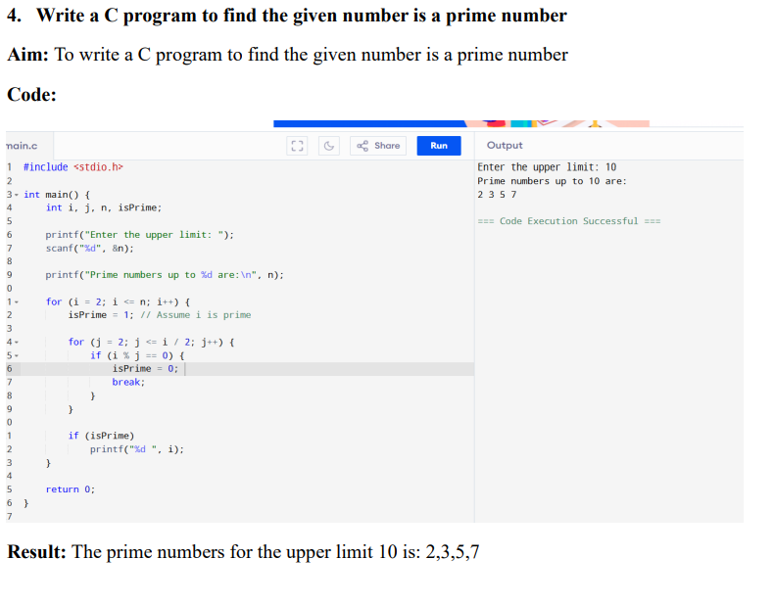 4. Write a C program to find the given number is a prime number
Aim: To write a C program to find the given number is a prime number
Code:
main.c
Share
Run
Output
1 #include <stdio.h>
2
3 int main() {
4 int i, j, n, isPrime;
5
6 printf("Enter the upper limit: ");
7 scanf("%d", &n);
8
9 printf("Prime numbers up to %d are:\n", n);
0
1 for (i = 2; i <= n; i++) {
2 isPrime = 1; // Assume i is prime
3
4 for (j = 2; j <= i / 2; j++) {
5 if (i % j == 0) {
6 isPrime = 0;
7 break;
8 }
9 }
0
1 if (isPrime)
2 printf("%d ", i);
3 }
4
5 return 0;
6 }
7
Enter the upper limit: 10
Prime numbers up to 10 are:
2 3 5 7
=== Code Execution Successful ===
Result: The prime numbers for the upper limit 10 is: 2,3,5,7